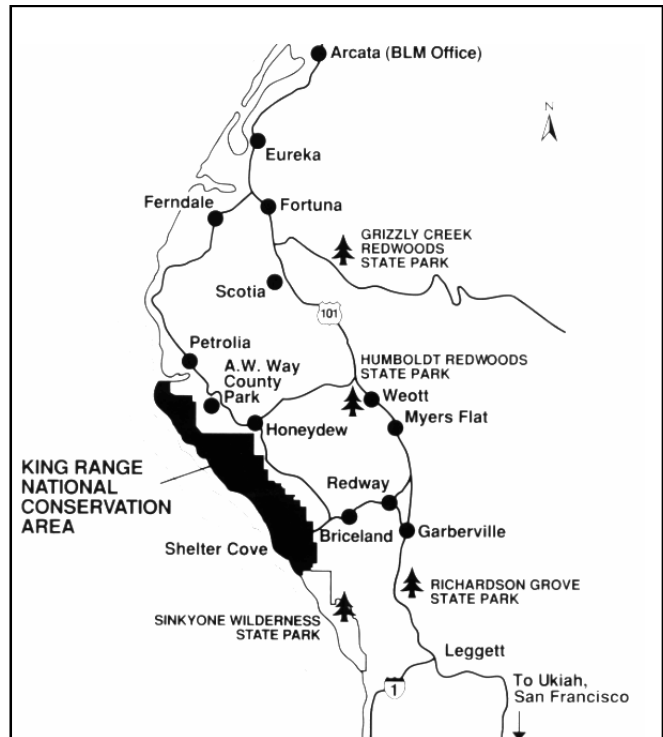 Arcata (BLM Office)
N
Eureka
Ferndale
Fortuna
GRIZZLY CREEK
REDWOODS
STATE PARK
Scotia
101
Petrolia
A.W. Way
County
Park
HUMBOLDT REDWOODS
STATE PARK
Weott
Myers Flat
Honeydew
KING RANGE
NATIONAL
CONSERVATION
AREA
Redway
Briceland
Garberville
Shelter Cove
RICHARDSON GROVE
STATE PARK
SINKYONE WILDERNESS
STATE PARK
Leggett
1
To Ukiah,
San Francisco